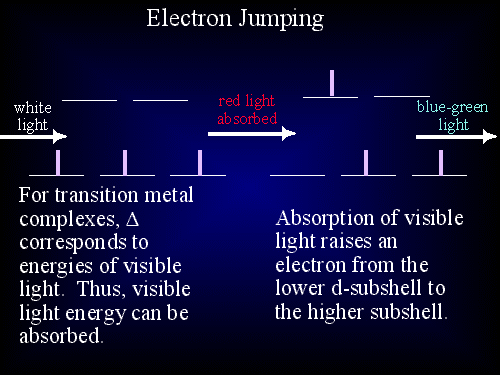 Electron Jumping
white
light
red light
absorbed
blue-green
light
For transition metal
complexes, Δ
corresponds to
energies of visible
light.  Thus, visible
light energy can be
absorbed.
Absorption of visible
light raises an
electron from the
lower d-subshell to
the higher subshell.